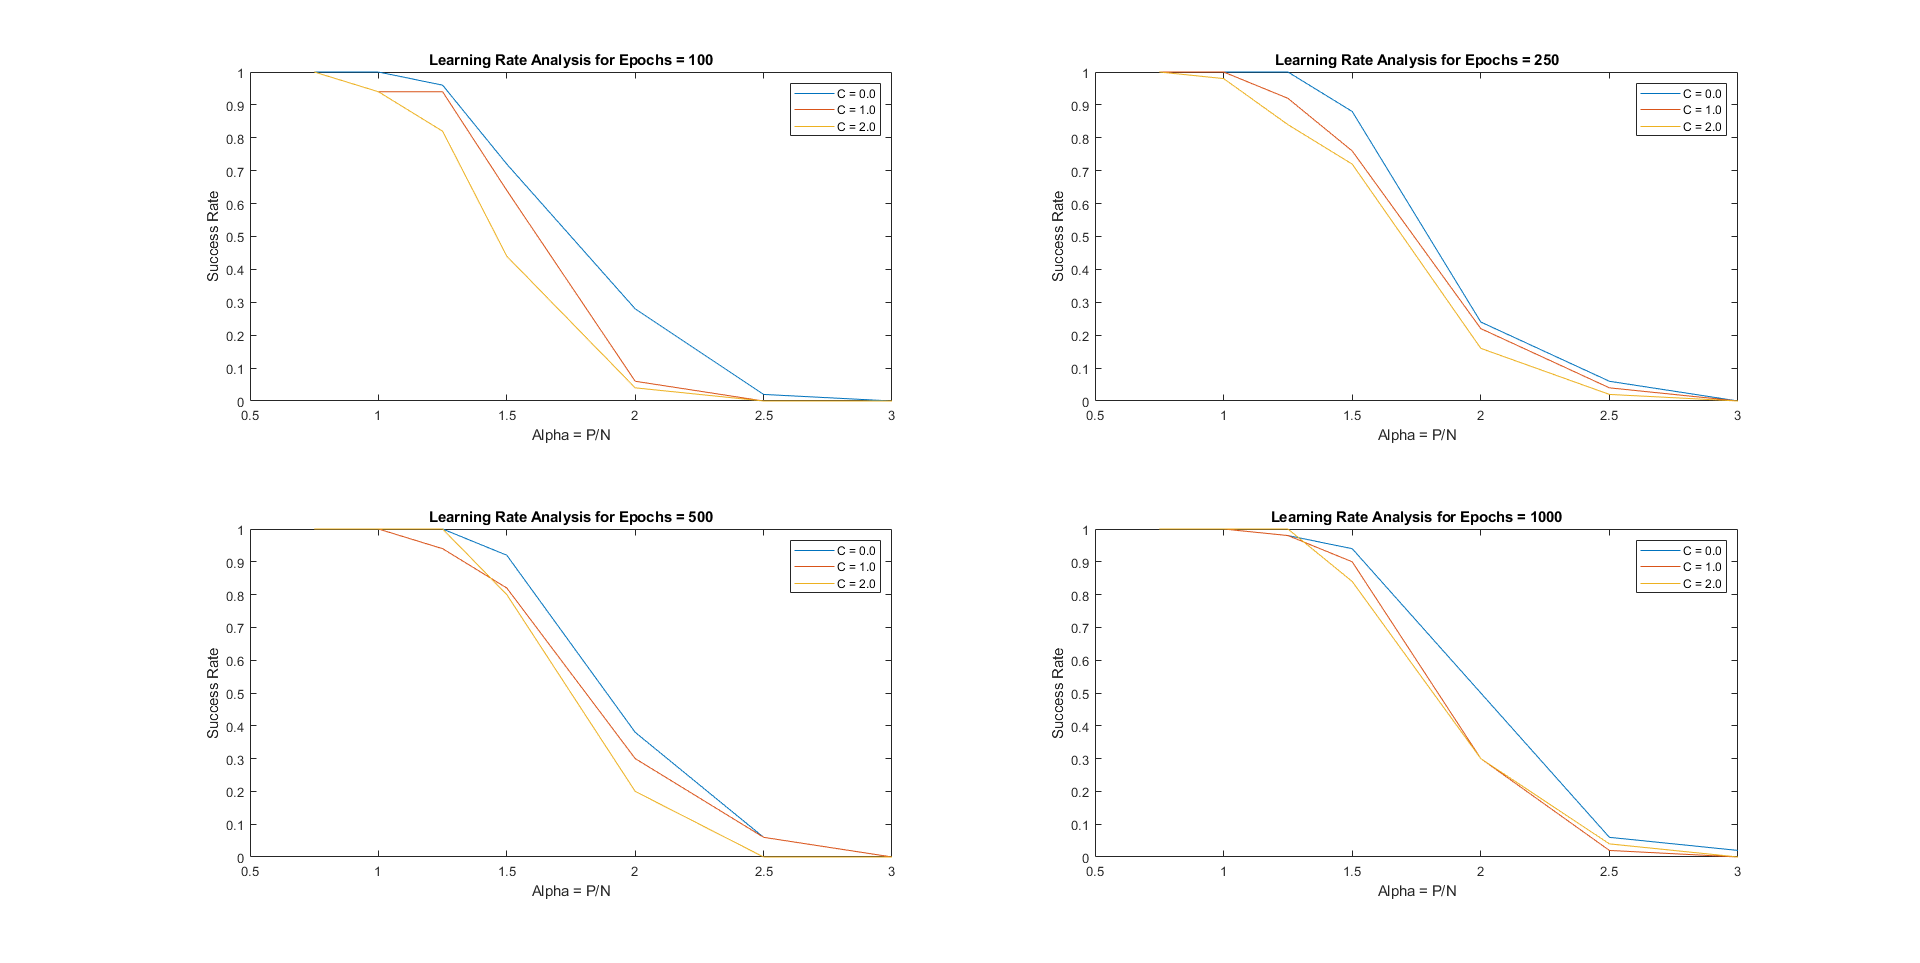 Learning Rate Analysis for Epochs = 100
1
0.9
0.8
0.7
0.6
0.5
0.4
0.3
0.2
0.1
0
Success Rate
C = 0.0
C = 1.0
C = 2.0
0.5 1 1.5 2 2.5 3
Alpha = P/N
Learning Rate Analysis for Epochs = 250
1
0.9
0.8
0.7
0.6
0.5
0.4
0.3
0.2
0.1
0
Success Rate
C = 0.0
C = 1.0
C = 2.0
0.5 1 1.5 2 2.5 3
Alpha = P/N
Learning Rate Analysis for Epochs = 500
1
0.9
0.8
0.7
0.6
0.5
0.4
0.3
0.2
0.1
0
Success Rate
C = 0.0
C = 1.0
C = 2.0
0.5 1 1.5 2 2.5 3
Alpha = P/N
Learning Rate Analysis for Epochs = 1000
1
0.9
0.8
0.7
0.6
0.5
0.4
0.3
0.2
0.1
0
Success Rate
C = 0.0
C = 1.0
C = 2.0
0.5 1 1.5 2 2.5 3
Alpha = P/N